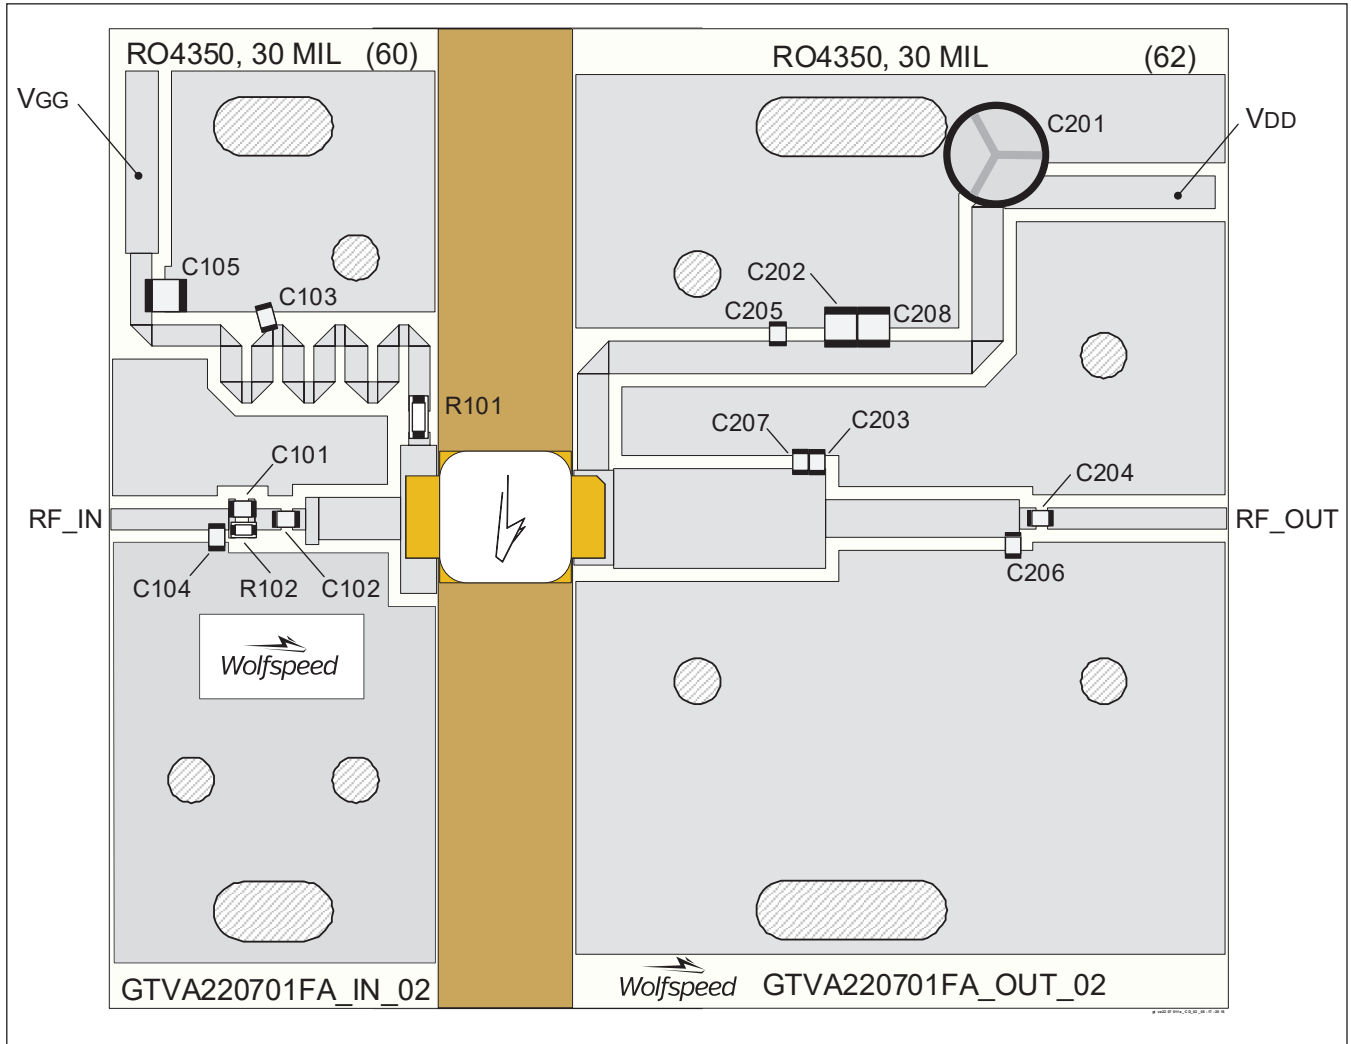 RO4350, 30 MIL (60)
RO4350, 30 MIL (62)
VGG
C201
VDD
C105
C103
C202
C205
C208
R101
C207
C203
C101
C204
RF_IN
RF_OUT
C104
R102
C102
C206
Wolfspeed
GTVA220701FA_IN_02
Wolfspeed
GTVA220701FA_OUT_02